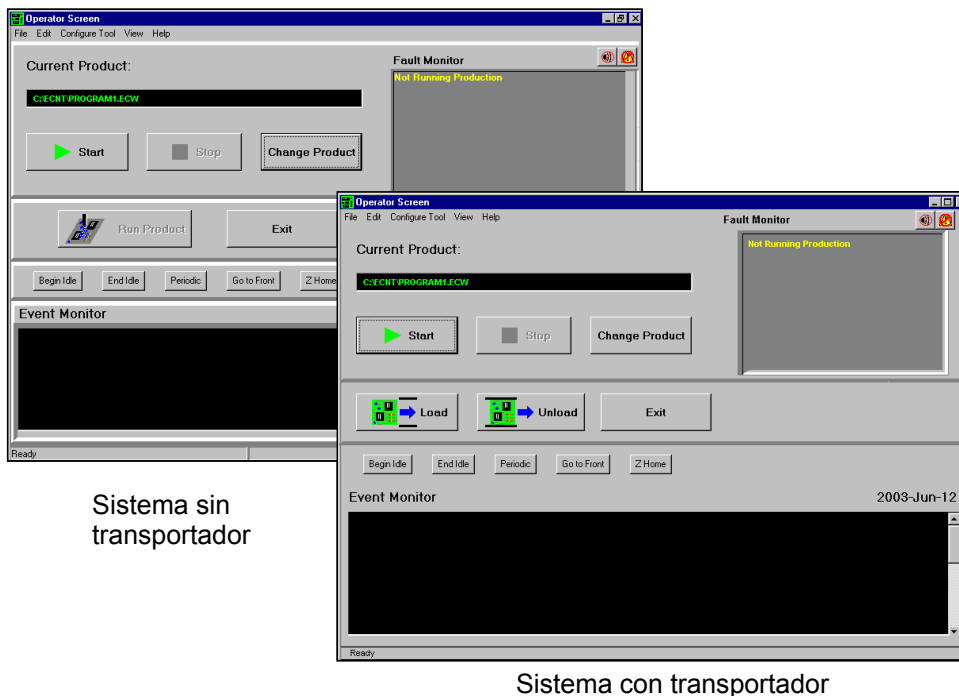 Operator Screen
File Edit Configure Tool View Help
Current Product:
Fault Monitor
Not Running Production
C:\ECNT\PROGRAM1.ECW
Start Stop Change Product
Run Product Exit
Begin Idle End Idle Periodic Go to Front Z Home
Event Monitor
Ready
Sistema sin
transportador
Operator Screen
File Edit Configure Tool View Help
Fault Monitor
Current Product:
Not Running Production
C:\ECNT\PROGRAM1.ECW
Start Stop Change Product
Load Unload Exit
Begin Idle End Idle Periodic Go to Front Z Home
Event Monitor 2003-Jun-12
Ready
Sistema con transportador